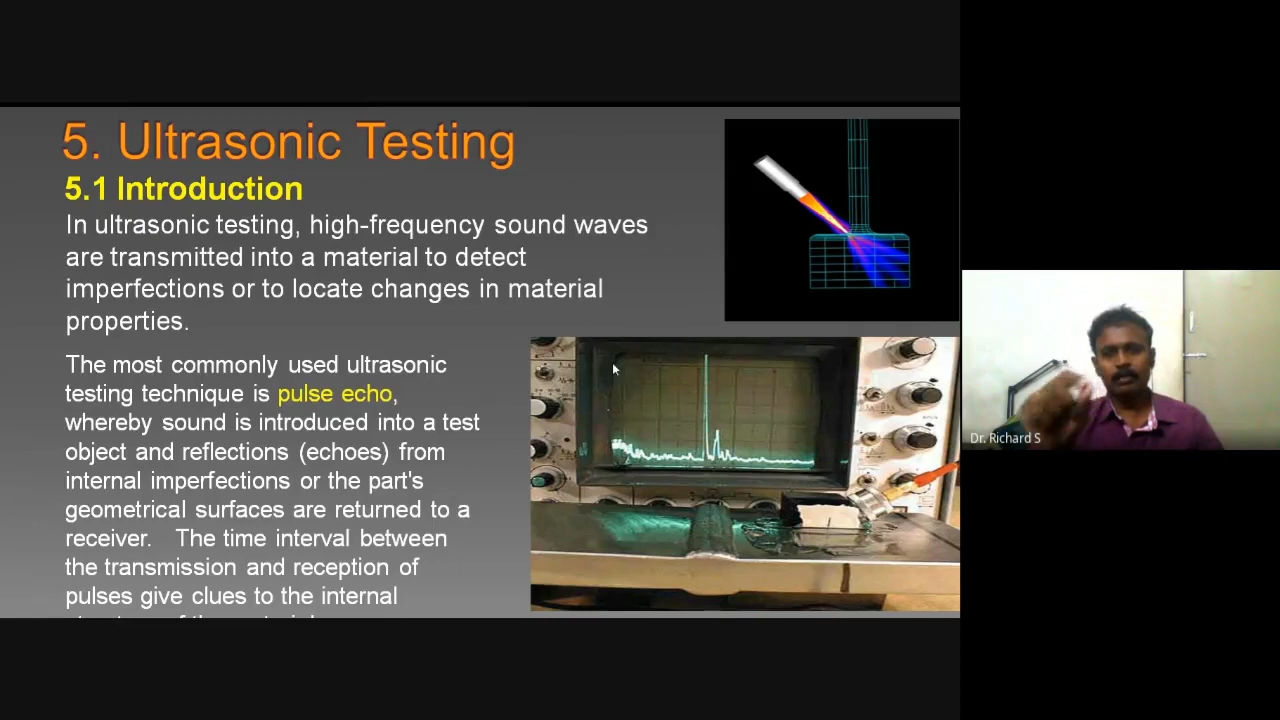 5. Ultrasonic Testing
5.1 Introduction
In ultrasonic testing, high-frequency sound waves
are transmitted into a material to detect
imperfections or to locate changes in material
properties.
The most commonly used ultrasonic
testing technique is pulse echo,
whereby sound is introduced into a test
object and reflections (echoes) from
internal imperfections or the part's
geometrical surfaces are returned to a
receiver. The time interval between
the transmission and reception of
pulses give clues to the internal
Dr. Richard S